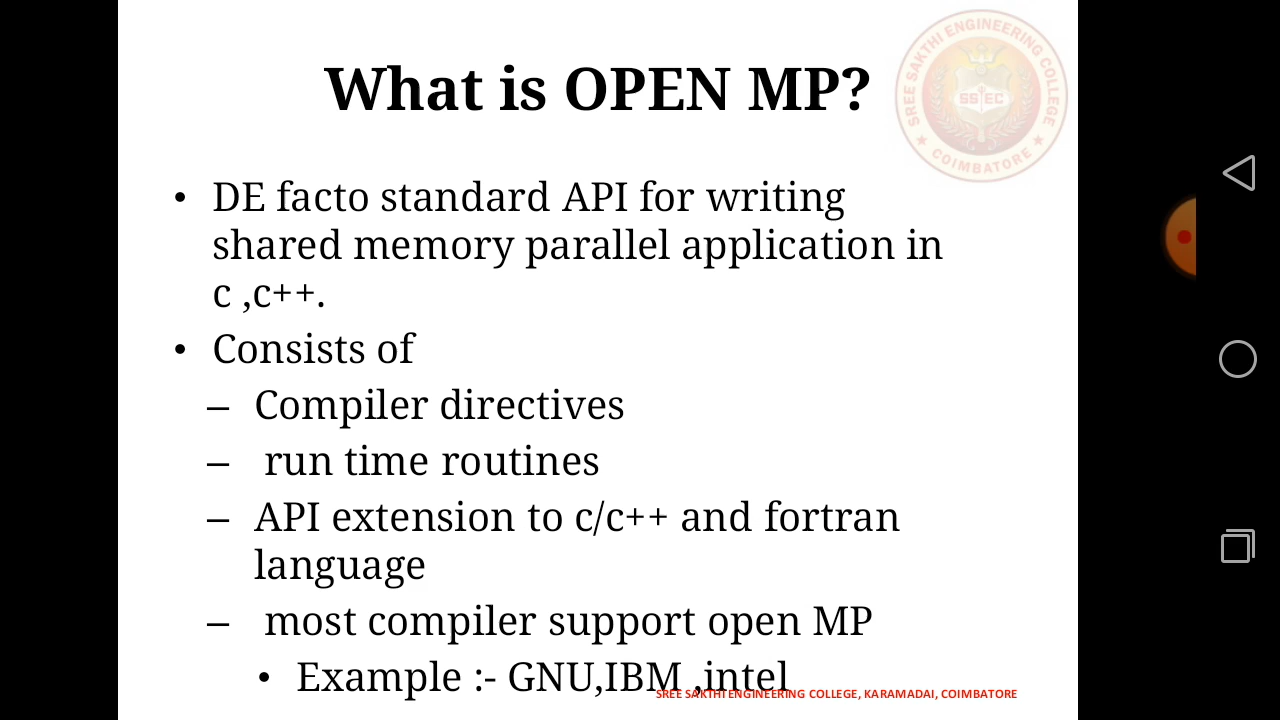 What is OPEN MP?
SREE SAKTHI ENGINEERING COLLEGE
SS EC
★ COIMBATORE ★
• DE facto standard API for writing
shared memory parallel application in
c ,c++.
• Consists of
– Compiler directives
– run time routines
– API extension to c/c++ and fortran
language
– most compiler support open MP
• Example :- GNU,IBM ,intel
SREE SAKTHI ENGINEERING COLLEGE, KARAMADAI, COIMBATORE